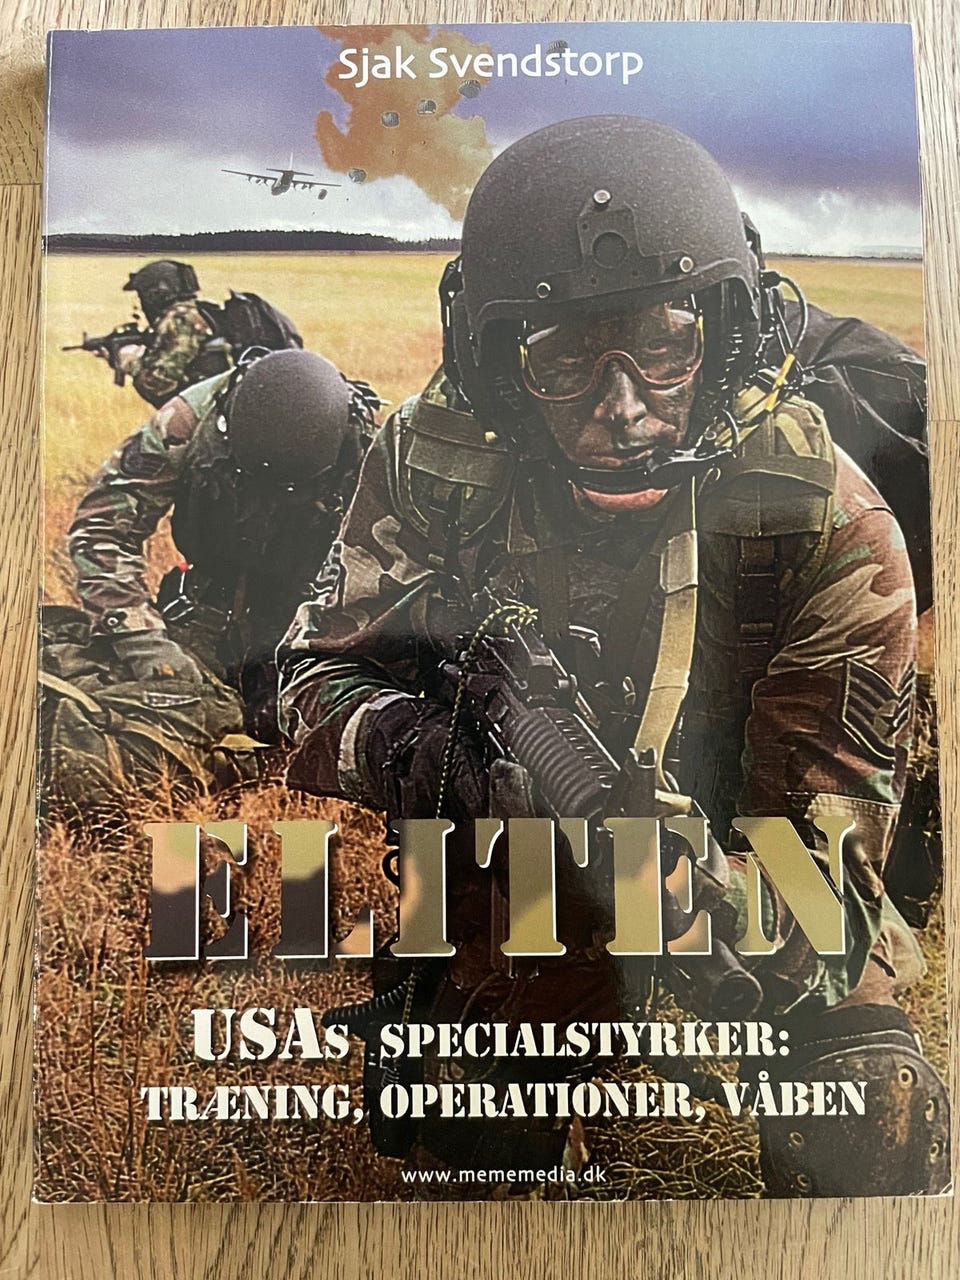 Sjak Svendstorp
ELITEN
USAs SPECIALSTYRKER:
TRÆNING, OPERATIONER, VÅBEN
www.mememedia.dk